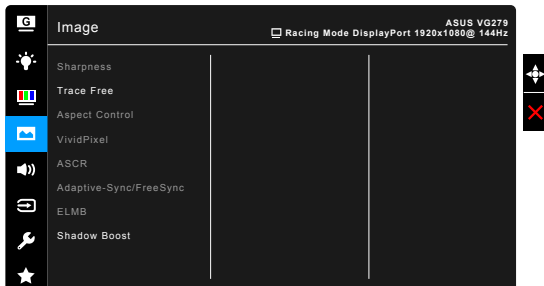 G
Image
ASUS VG279
Racing Mode DisplayPort 1920x1080@ 144Hz
Sharpness
Trace Free
Aspect Control
VividPixel
ASCR
Adaptive-Sync/FreeSync
ELMB
Shadow Boost